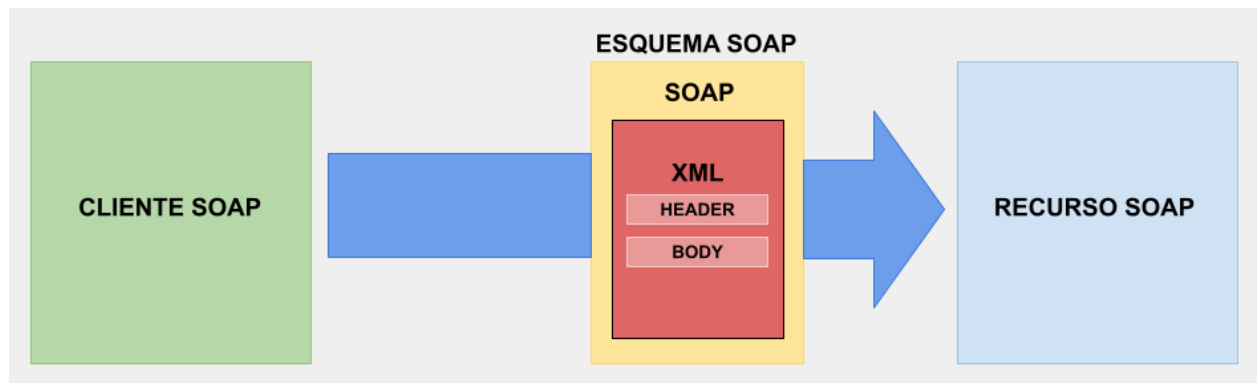 ESQUEMA SOAP
SOAP
XML
HEADER
BODY
CLIENTE SOAP
RECURSO SOAP